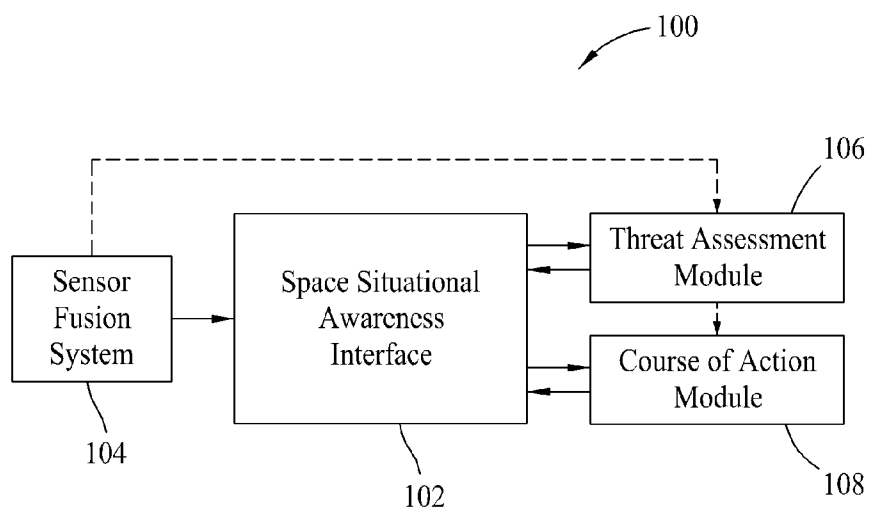 100
106
Threat Assessment
Module
Sensor
Fusion
System
Space Situational
Awareness
Interface
Course of Action
Module
104
102
108